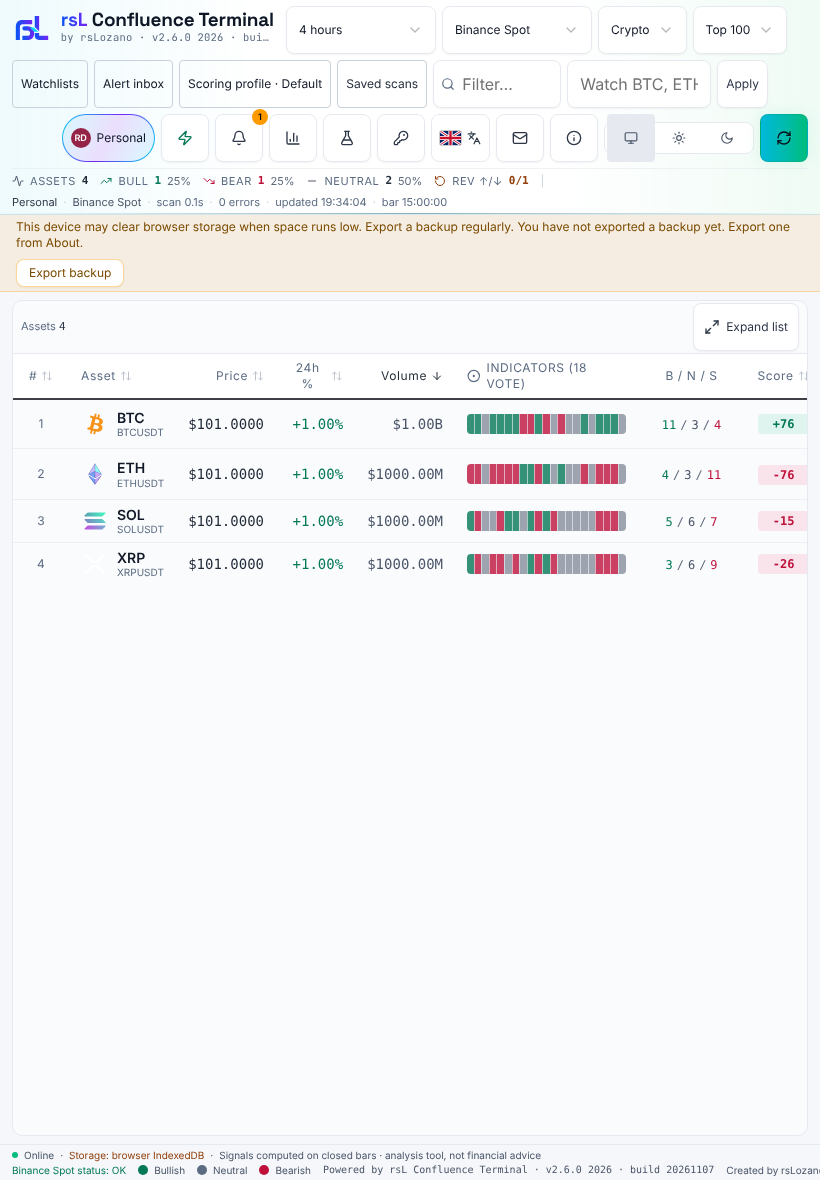 rsL Confluence Terminal
by rsLozano · v2.6.0 2026 · bui…
4 hours
Binance Spot
Crypto
Top 100
Watchlists
Alert inbox
Scoring profile · Default
Saved scans
Filter...
Watch BTC, ETH
Apply
1
RD Personal
ASSETS 4 BULL 1 25% BEAR 1 25% NEUTRAL 2 50% REV ↑/↓ 0/1
Personal · Binance Spot · scan 0.1s · 0 errors · updated 19:34:04 · bar 15:00:00
This device may clear browser storage when space runs low. Export a backup regularly. You have not exported a backup yet. Export one
from About.
Export backup
Assets 4
Expand list
# Asset Price 24h % Volume ↓ INDICATORS (18 VOTE) B / N / S Score
1 BTC BTCUSDT $101.0000 +1.00% $1.00B 11 / 3 / 4 +76
2 ETH ETHUSDT $101.0000 +1.00% $1000.00M 4 / 3 / 11 -76
3 SOL SOLUSDT $101.0000 +1.00% $1000.00M 5 / 6 / 7 -15
4 XRP XRPUSDT $101.0000 +1.00% $1000.00M 3 / 6 / 9 -26
Online · Storage: browser IndexedDB · Signals computed on closed bars · analysis tool, not financial advice
Binance Spot status: OK Bullish Neutral Bearish Powered by rsL Confluence Terminal · v2.6.0 2026 · build 20261107 Created by rsLozan